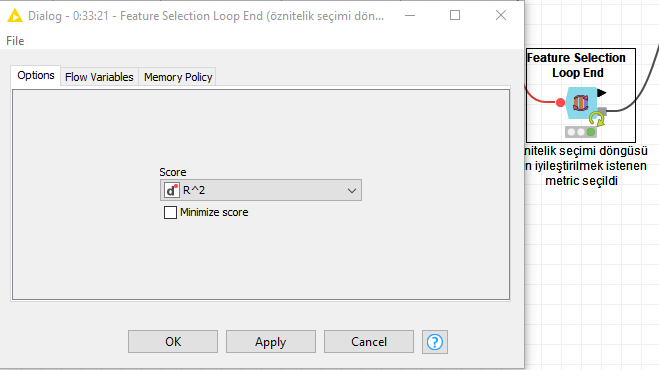 Dialog - 0:33:21 - Feature Selection Loop End (öznitelik seçimi dön...
File
Options
Flow Variables
Memory Policy
Score
d
R^2
Minimize score
OK
Apply
Cancel
?
Feature Selection
Loop End
nitelik seçimi döngüsü
n iyileştirilmek istenen
metric seçildi